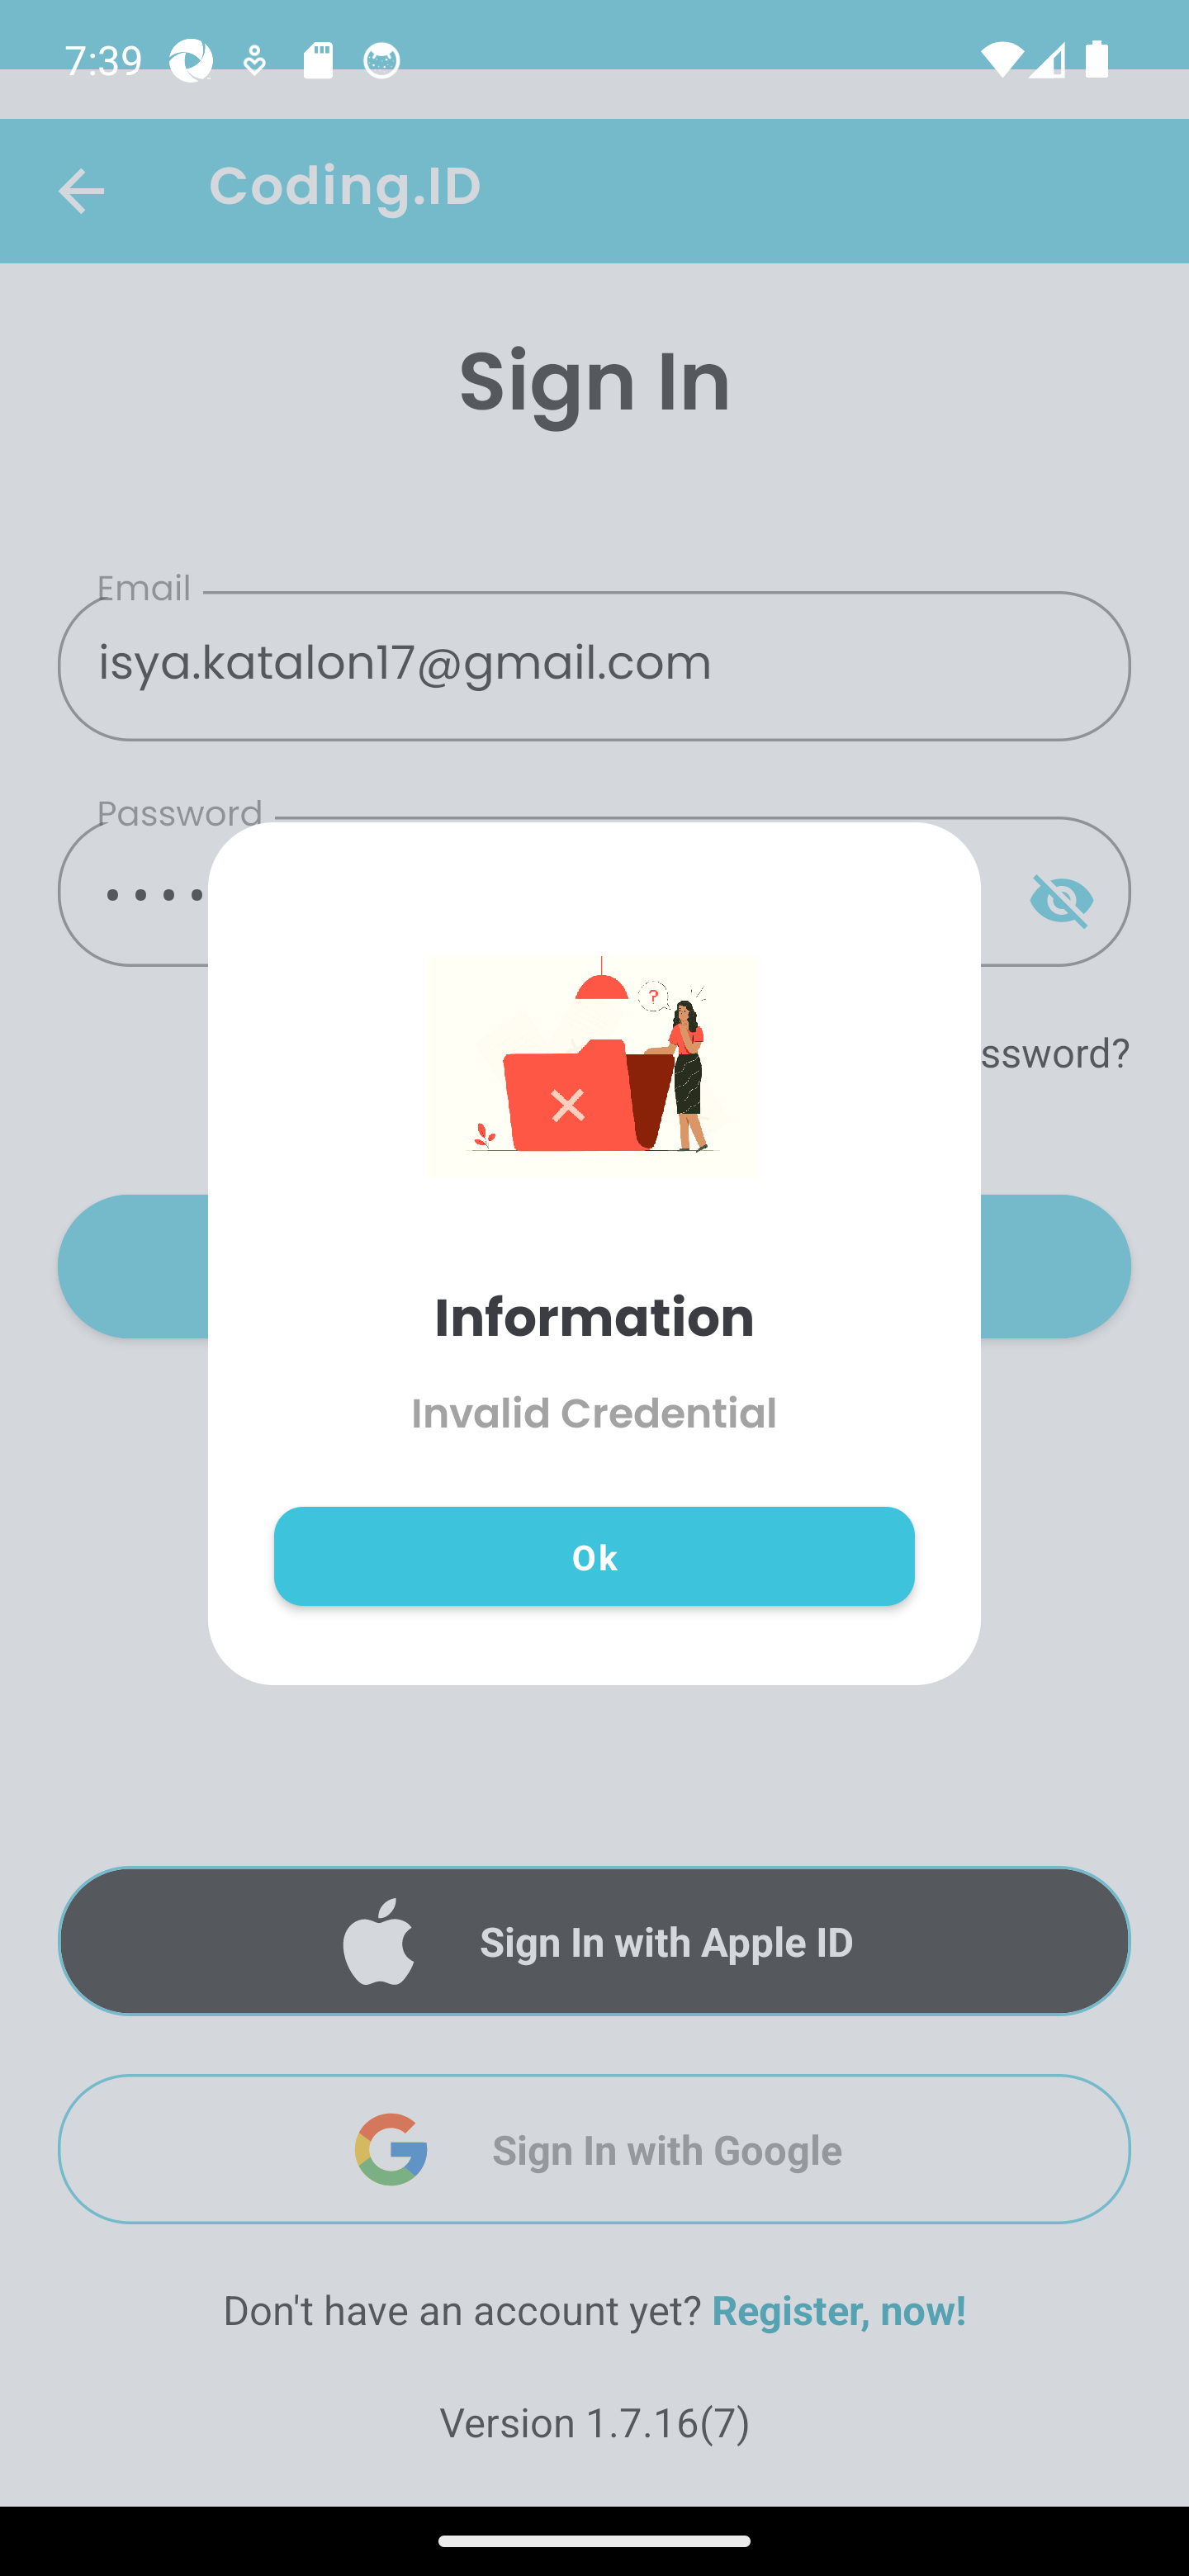 7:39
Coding.ID
Sign In
Email
isya.katalon17@gmail.com
Password
ssword?
?
Information
Invalid Credential
Ok
Sign In with Apple ID
Sign In with Google
Don't have an account yet? Register, now!
Version 1.7.16(7)